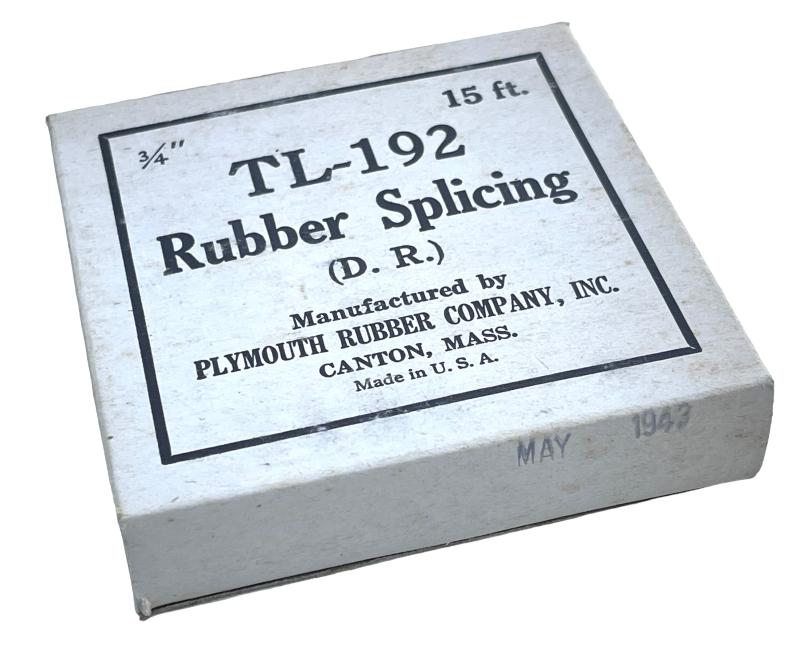 15 ft.
3/4"
TL-192
Rubber Splicing
(D. R.)
Manufactured by
PLYMOUTH RUBBER COMPANY, INC.
CANTON, MASS.
Made in U. S. A.
MAY 1943